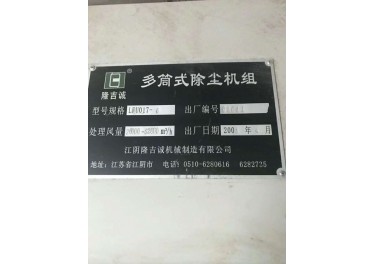 多筒式除尘机组
隆吉诚
型号规格 出厂编号
处理风量 m³/h 出厂日期 200 年 月
江阴隆吉诚机械制造有限公司
地址：江苏省江阴市 电话：0510-6280616 6282725